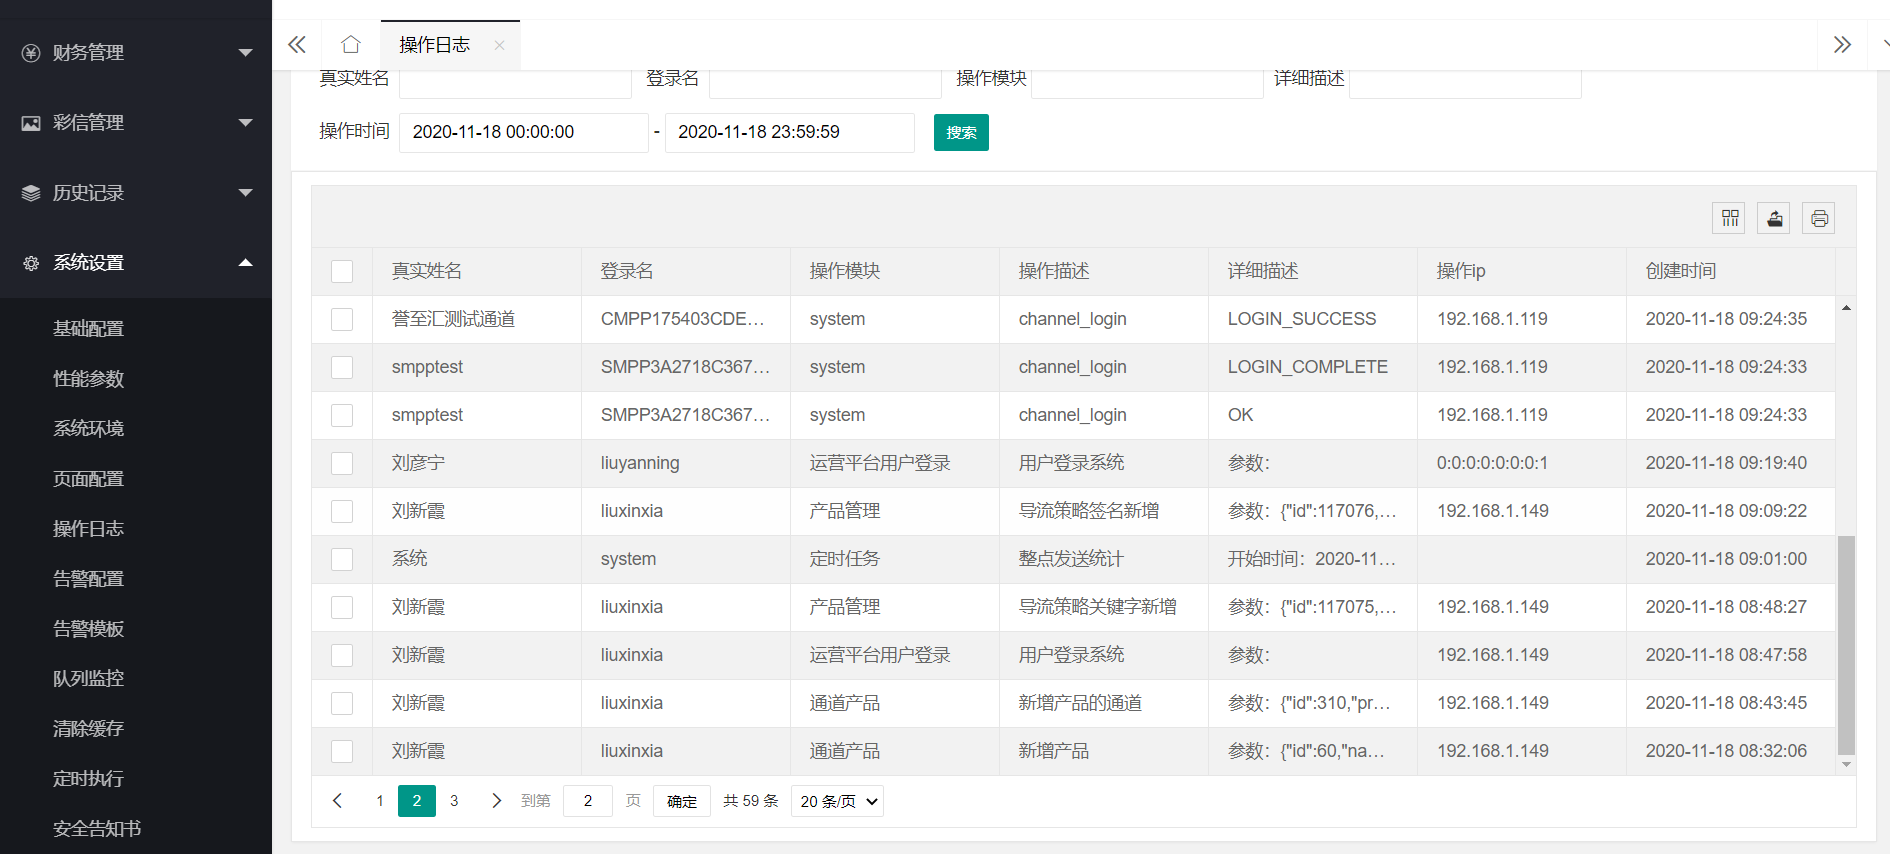 财务管理
彩信管理
历史记录
系统设置
基础配置
性能参数
系统环境
页面配置
操作日志
告警配置
告警模板
队列监控
清除缓存
定时执行
安全告知书
操作日志
真实姓名 登录名 操作模块 详细描述
操作时间 2020-11-18 00:00:00 - 2020-11-18 23:59:59 搜索
真实姓名 登录名 操作模块 操作描述 详细描述 操作ip 创建时间
誉至汇测试通道 CMPP175403CDE... system channel_login LOGIN_SUCCESS 192.168.1.119 2020-11-18 09:24:35
smpptest SMPP3A2718C367... system channel_login LOGIN_COMPLETE 192.168.1.119 2020-11-18 09:24:33
smpptest SMPP3A2718C367... system channel_login OK 192.168.1.119 2020-11-18 09:24:33
刘彦宁 liuyanning 运营平台用户登录 用户登录系统 参数: 0:0:0:0:0:0:0:1 2020-11-18 09:19:40
刘新霞 liuxinxia 产品管理 导流策略签名新增 参数: {"id":117076,... 192.168.1.149 2020-11-18 09:09:22
系统 system 定时任务 整点发送统计 开始时间: 2020-11... 2020-11-18 09:01:00
刘新霞 liuxinxia 产品管理 导流策略关键字新增 参数: {"id":117075,... 192.168.1.149 2020-11-18 08:48:27
刘新霞 liuxinxia 运营平台用户登录 用户登录系统 参数: 192.168.1.149 2020-11-18 08:47:58
刘新霞 liuxinxia 通道产品 新增产品的通道 参数: {"id":310,"pr... 192.168.1.149 2020-11-18 08:43:45
刘新霞 liuxinxia 通道产品 新增产品 参数: {"id":60,"na... 192.168.1.149 2020-11-18 08:32:06
1 2 3 到第 2 页 确定 共 59 条 20 条/页